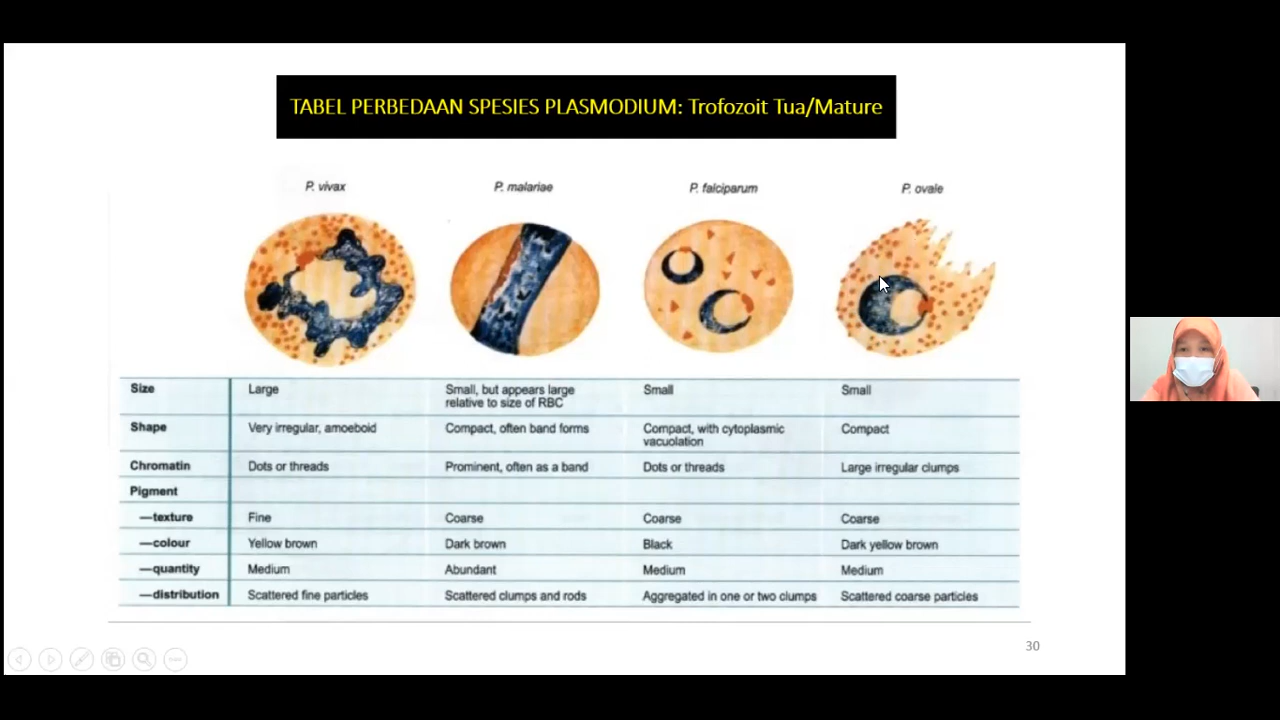 TABEL PERBEDAAN SPESIES PLASMODIUM: Trofozoit Tua/Mature
P. vivax P. malariae P. falciparum P. ovale
Size Large Small, but appears large relative to size of RBC Small Small
Shape Very irregular, amoeboid Compact, often band forms Compact, with cytoplasmic vacuolation Compact
Chromatin Dots or threads Prominent, often as a band Dots or threads Large irregular clumps
Pigment
—texture Fine Coarse Coarse Coarse
—colour Yellow brown Dark brown Black Dark yellow brown
—quantity Medium Abundant Medium Medium
—distribution Scattered fine particles Scattered clumps and rods Aggregated in one or two clumps Scattered coarse particles
30